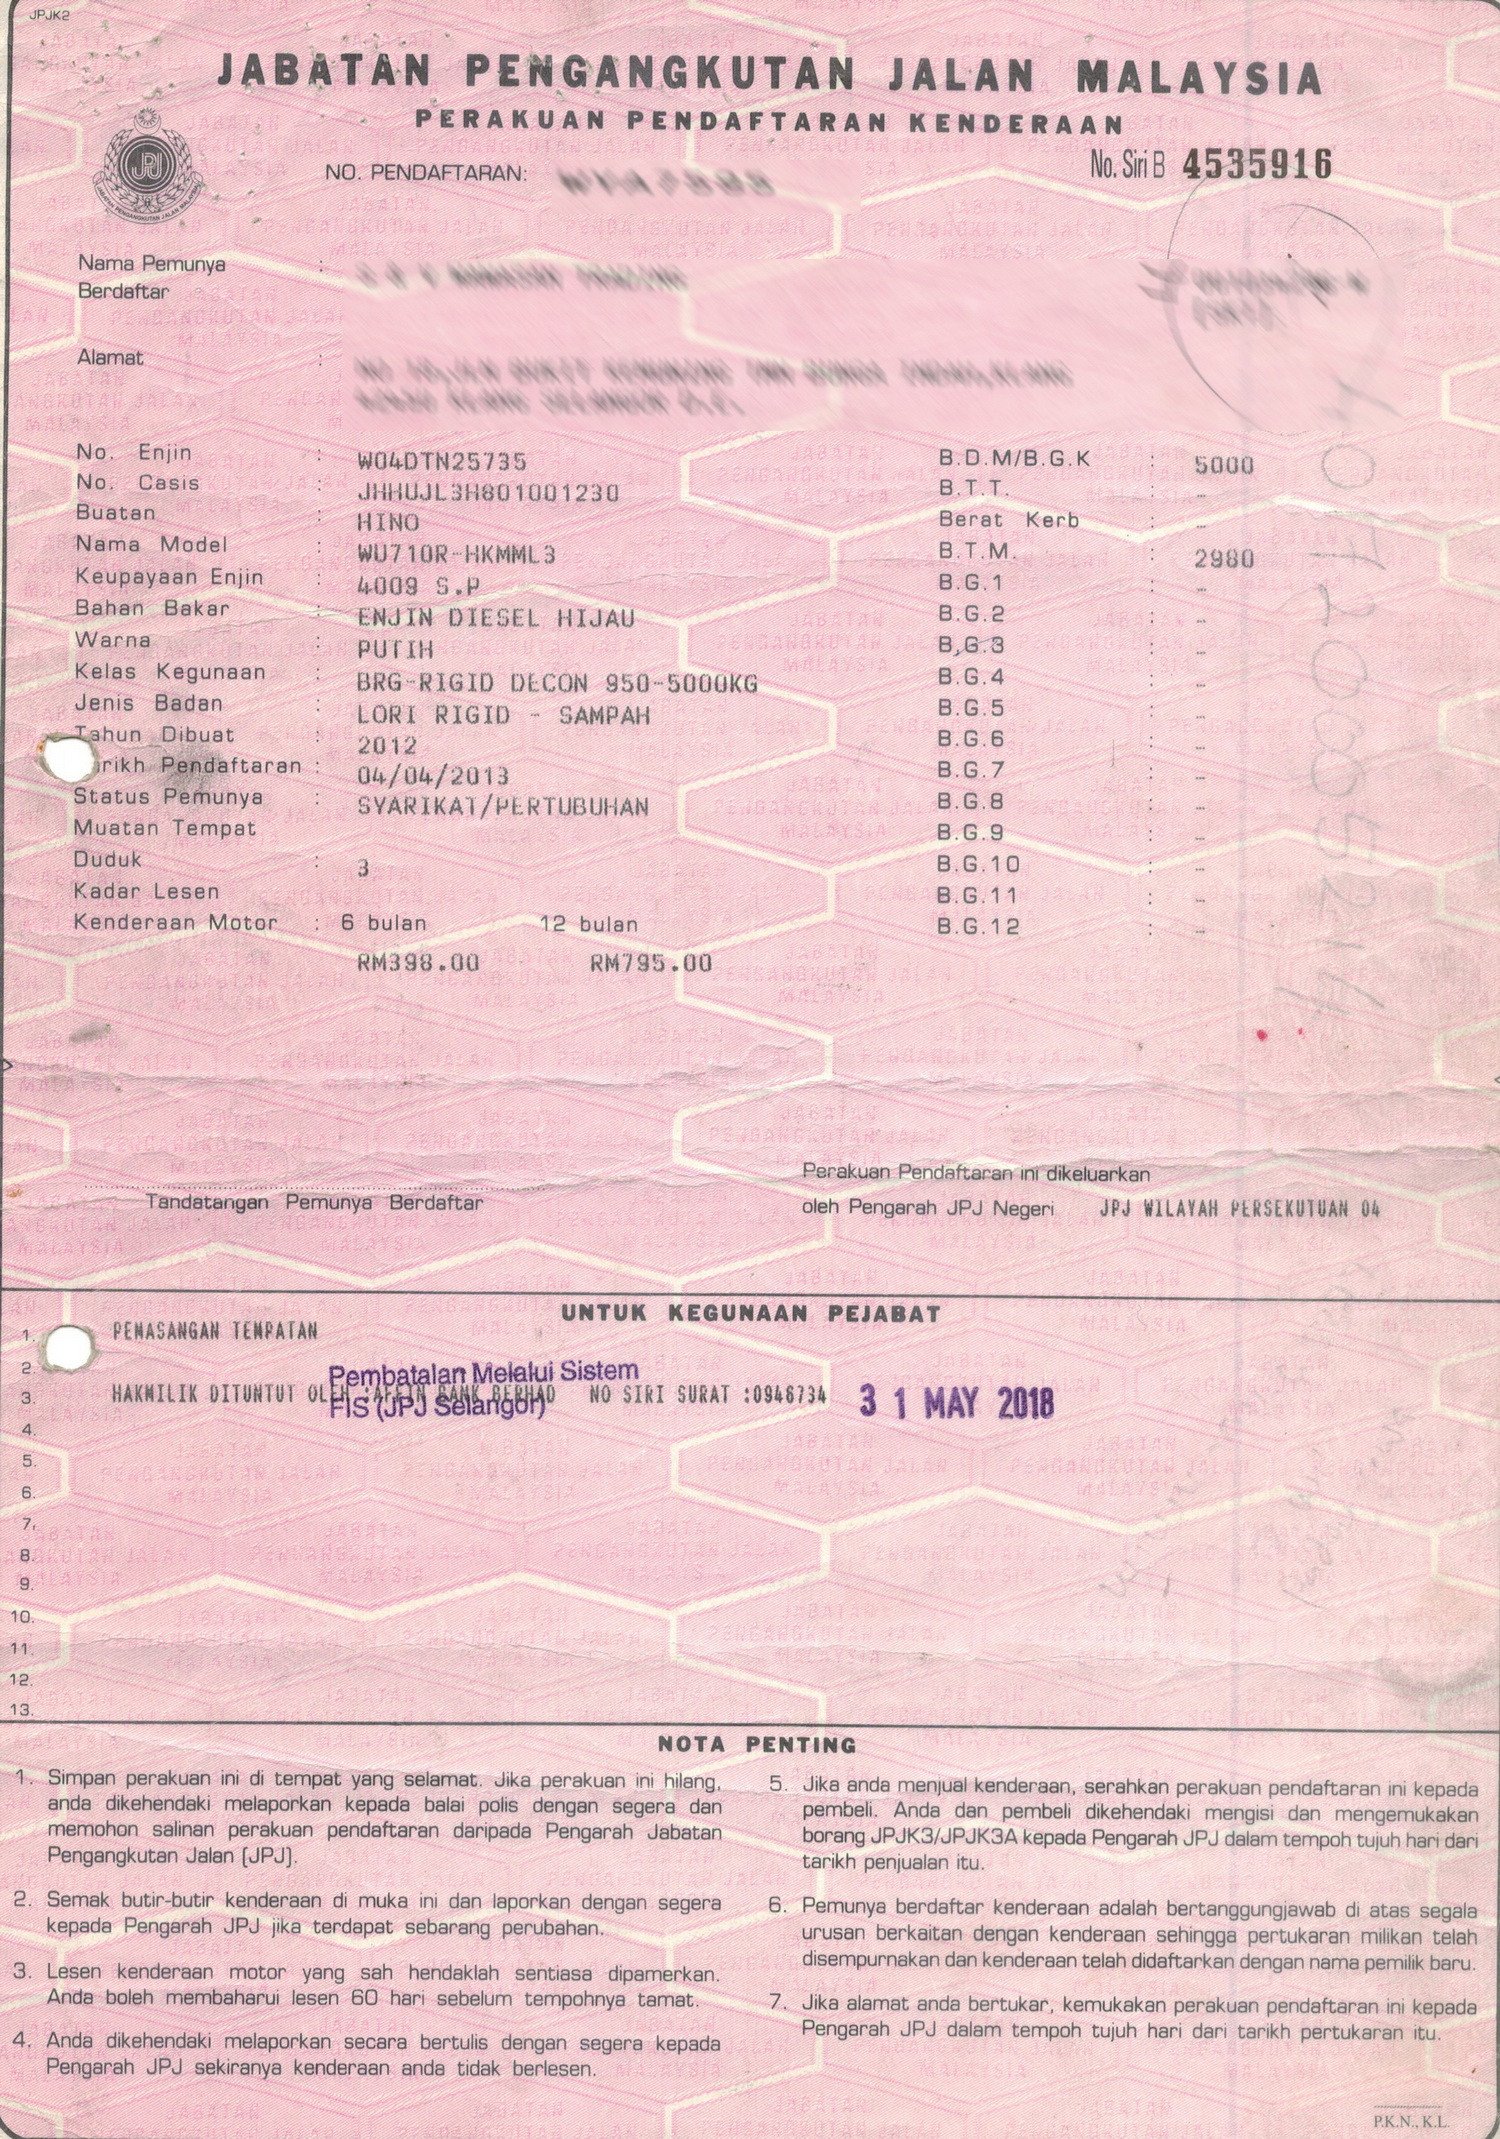 JPJK2
JABATAN PENGANGKUTAN JALAN MALAYSIA
PERAKUAN PENDAFTARAN KENDERAAN
No. Siri B 4535916
NO. PENDAFTARAN:
Nama Pemunya :
Berdaftar
Alamat :
No. Enjin : W04DTN25735
No. Casis : JHHUJL3H801001230
Buatan : HINO
Nama Model : WU710R-HKMML3
Keupayaan Enjin : 4009 S.P
Bahan Bakar : ENJIN DIESEL HIJAU
Warna : PUTIH
Kelas Kegunaan : BRG-RIGID DECON 950-5000KG
Jenis Badan : LORI RIGID - SAMPAH
Tahun Dibuat : 2012
rikh Pendaftaran : 04/04/2013
Status Pemunya : SYARIKAT/PERTUBUHAN
Muatan Tempat
Duduk : 3
Kadar Lesen
Kenderaan Motor : 6 bulan 12 bulan
RM398.00 RM795.00
B.D.M/B.G.K : 5000
B.T.T. : -
Berat Kerb : -
B.T.M. : 2980
B.G.1 : -
B.G.2 : -
B.G.3 : -
B.G.4 : -
B.G.5 : -
B.G.6 : -
B.G.7 : -
B.G.8 : -
B.G.9 : -
B.G.10 : -
B.G.11 : -
B.G.12 : -
Tandatangan Pemunya Berdaftar
Perakuan Pendaftaran ini dikeluarkan
oleh Pengarah JPJ Negeri JPJ WILAYAH PERSEKUTUAN 04
UNTUK KEGUNAAN PEJABAT
1. PEMASANGAN TEMPATAN
2.
Pembatalan Melalui Sistem
3. HAKMILIK DITUNTUT OLEH :AFFIN BANK BERHAD NO SIRI SURAT :0946734
FIS (JPJ Selangor)
31 MAY 2018
4.
5.
6.
7.
8.
9.
10.
11.
12.
13.
NOTA PENTING
1. Simpan perakuan ini di tempat yang selamat. Jika perakuan ini hilang,
anda dikehendaki melaporkan kepada balai polis dengan segera dan
memohon salinan perakuan pendaftaran daripada Pengarah Jabatan
Pengangkutan Jalan (JPJ).
2. Semak butir-butir kenderaan di muka ini dan laporkan dengan segera
kepada Pengarah JPJ jika terdapat sebarang perubahan.
3. Lesen kenderaan motor yang sah hendaklah sentiasa dipamerkan.
Anda boleh membaharui lesen 60 hari sebelum tempohnya tamat.
4. Anda dikehendaki melaporkan secara bertulis dengan segera kepada
Pengarah JPJ sekiranya kenderaan anda tidak berlesen.
5. Jika anda menjual kenderaan, serahkan perakuan pendaftaran ini kepada
pembeli. Anda dan pembeli dikehendaki mengisi dan mengemukakan
borang JPJK3/JPJK3A kepada Pengarah JPJ dalam tempoh tujuh hari dari
tarikh penjualan itu.
6. Pemunya berdaftar kenderaan adalah bertanggungjawab di atas segala
urusan berkaitan dengan kenderaan sehingga pertukaran milikan telah
disempurnakan dan kenderaan telah didaftarkan dengan nama pemilik baru.
7. Jika alamat anda bertukar, kemukakan perakuan pendaftaran ini kepada
Pengarah JPJ dalam tempoh tujuh hari dari tarikh pertukaran itu.
P.K.N., K.L.